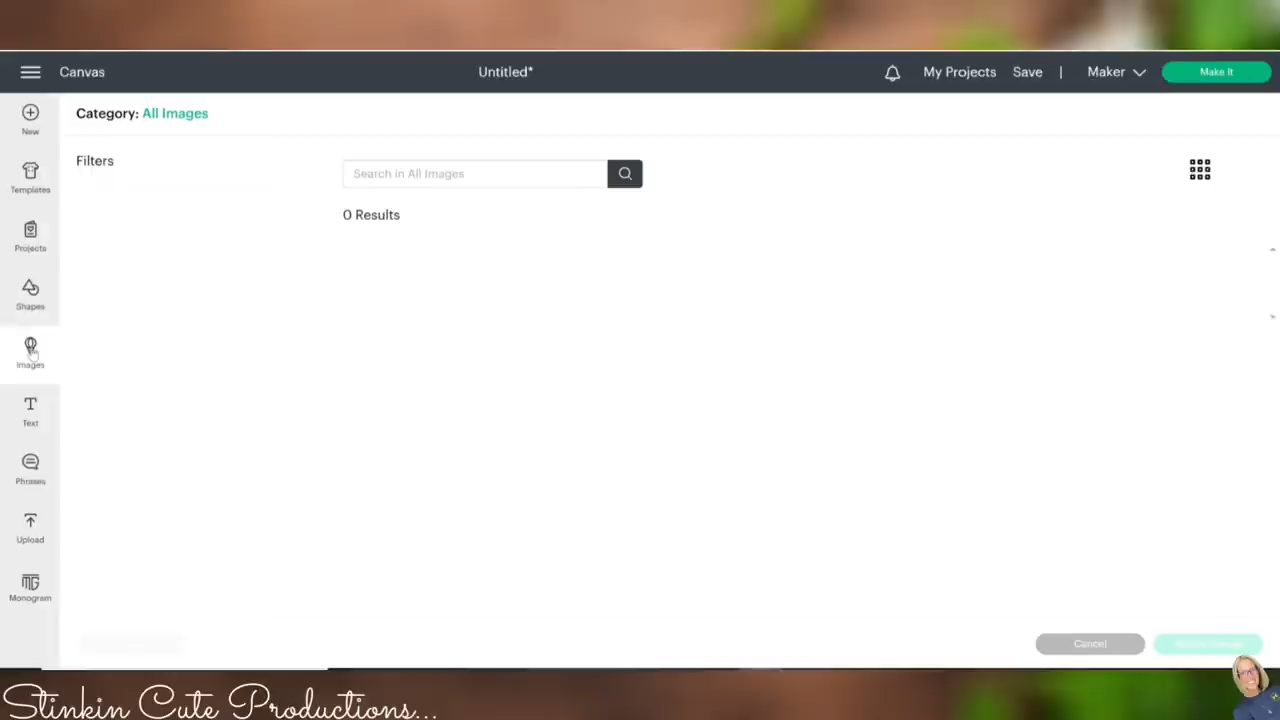 Canvas
Untitled*
My Projects
Save
|
Maker
Make It
New
Templates
Projects
Shapes
Images
Text
Phrases
Upload
Monogram
Category: All Images
Filters
Search in All Images
0 Results
Cancel
Stinkin Cute Productions...